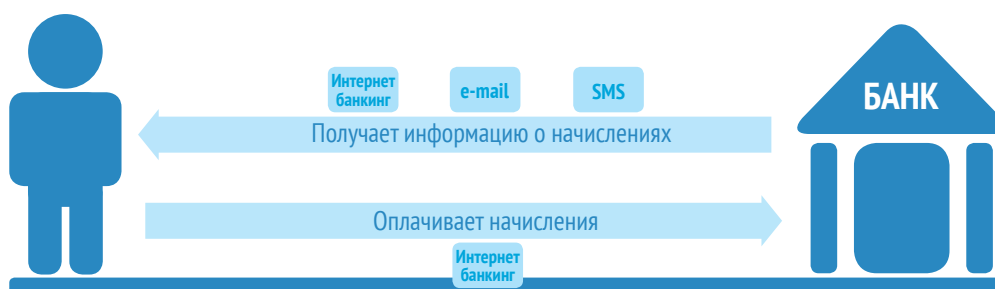 Интернет
банкинг
e-mail
SMS
БАНК
Получает информацию о начислениях
Оплачивает начисления
Интернет
банкинг